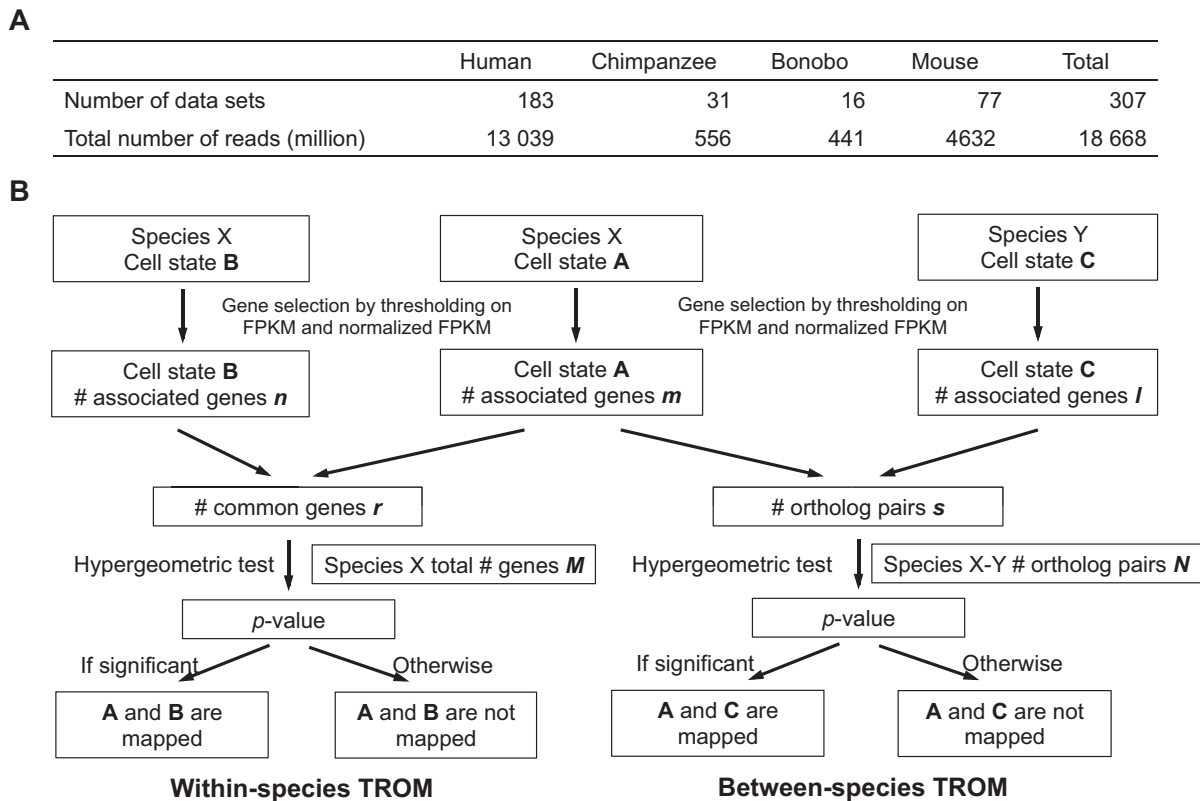 A
Human Chimpanzee Bonobo Mouse Total
Number of data sets 183 31 16 77 307
Total number of reads (million) 13 039 556 441 4632 18 668
B
Species X
Cell state B
Species X
Cell state A
Species Y
Cell state C
Gene selection by thresholding on
FPKM and normalized FPKM
Gene selection by thresholding on
FPKM and normalized FPKM
Cell state B
# associated genes n
Cell state A
# associated genes m
Cell state C
# associated genes l
# common genes r
# ortholog pairs s
Hypergeometric test
Species X total # genes M
Hypergeometric test
Species X-Y # ortholog pairs N
p-value
p-value
If significant
Otherwise
If significant
Otherwise
A and B are
mapped
A and B are not
mapped
A and C are
mapped
A and C are not
mapped
Within-species TROM
Between-species TROM